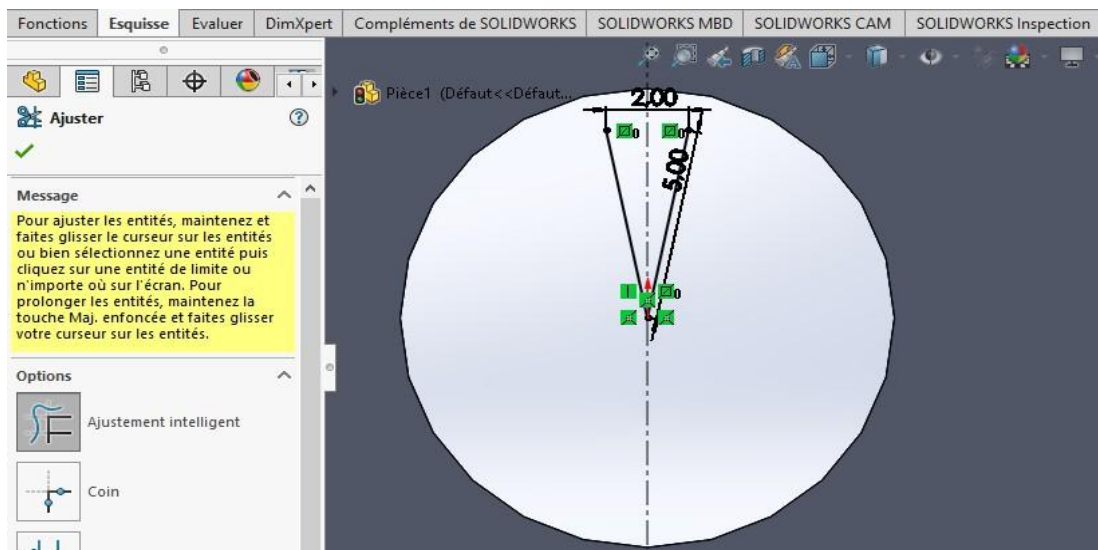 Fonctions Esquisse Evaluer DimXpert Compléments de SOLIDWORKS SOLIDWORKS MBD SOLIDWORKS CAM SOLIDWORKS Inspection
Pièce1 (Défaut<<Défaut...
Ajuster
Message
Pour ajuster les entités, maintenez et
faites glisser le curseur sur les entités
ou bien sélectionnez une entité puis
cliquez sur une entité de limite ou
n'importe où sur l'écran. Pour
prolonger les entités, maintenez la
touche Maj. enfoncée et faites glisser
votre curseur sur les entités.
Options
Ajustement intelligent
Coin
2,00
0 0
5,00
0